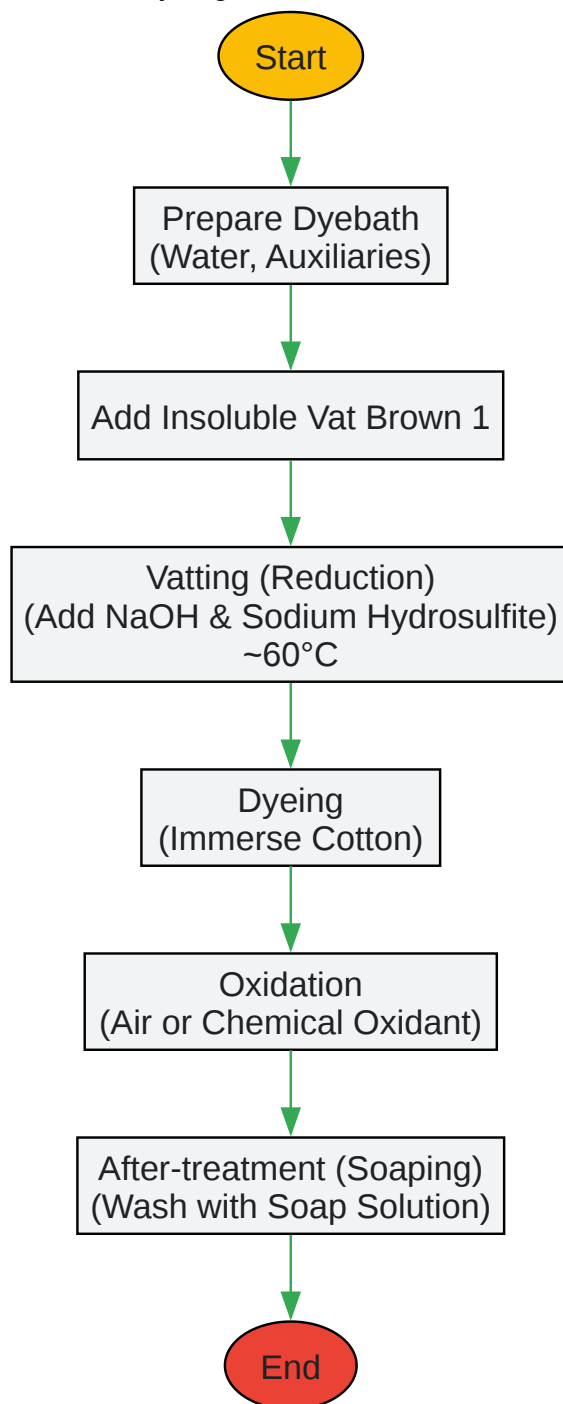 Start
Prepare Dyebath
(Water, Auxiliaries)
Add Insoluble Vat Brown 1
Vatting (Reduction)
(Add NaOH & Sodium Hydrosulfite)
~60°C
Dyeing
(Immerse Cotton)
Oxidation
(Air or Chemical Oxidant)
After-treatment (Soaping)
(Wash with Soap Solution)
End